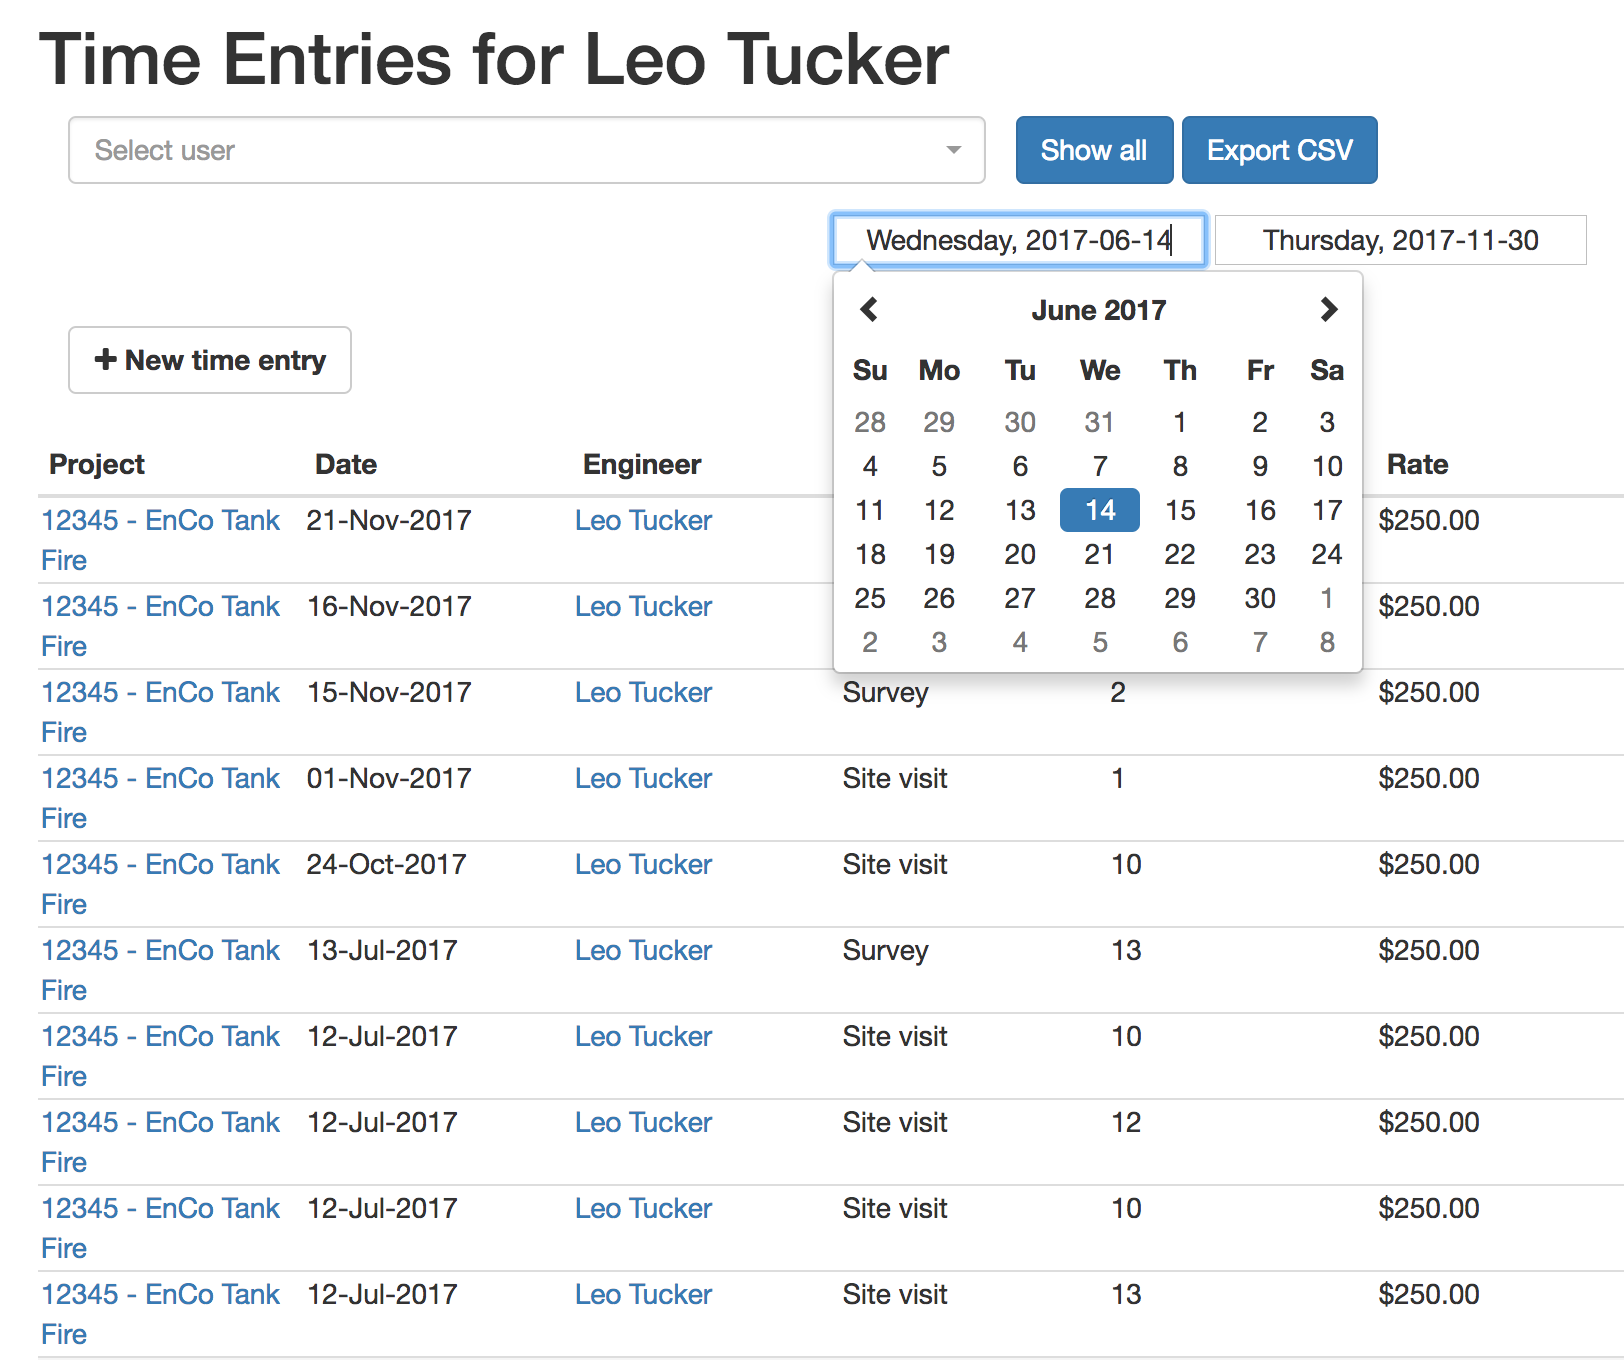 Time Entries for Leo Tucker
Select user
Show all
Export CSV
Wednesday, 2017-06-14
Thursday, 2017-11-30
June 2017
Su Mo Tu We Th Fr Sa
28 29 30 31 1 2 3
4 5 6 7 8 9 10
11 12 13 14 15 16 17
18 19 20 21 22 23 24
25 26 27 28 29 30 1
2 3 4 5 6 7 8
New time entry
Project Date Engineer Rate
12345 - EnCo Tank 21-Nov-2017 Leo Tucker $250.00
Fire
12345 - EnCo Tank 16-Nov-2017 Leo Tucker $250.00
Fire
12345 - EnCo Tank 15-Nov-2017 Leo Tucker Survey 2 $250.00
Fire
12345 - EnCo Tank 01-Nov-2017 Leo Tucker Site visit 1 $250.00
Fire
12345 - EnCo Tank 24-Oct-2017 Leo Tucker Site visit 10 $250.00
Fire
12345 - EnCo Tank 13-Jul-2017 Leo Tucker Survey 13 $250.00
Fire
12345 - EnCo Tank 12-Jul-2017 Leo Tucker Site visit 10 $250.00
Fire
12345 - EnCo Tank 12-Jul-2017 Leo Tucker Site visit 12 $250.00
Fire
12345 - EnCo Tank 12-Jul-2017 Leo Tucker Site visit 10 $250.00
Fire
12345 - EnCo Tank 12-Jul-2017 Leo Tucker Site visit 13 $250.00
Fire